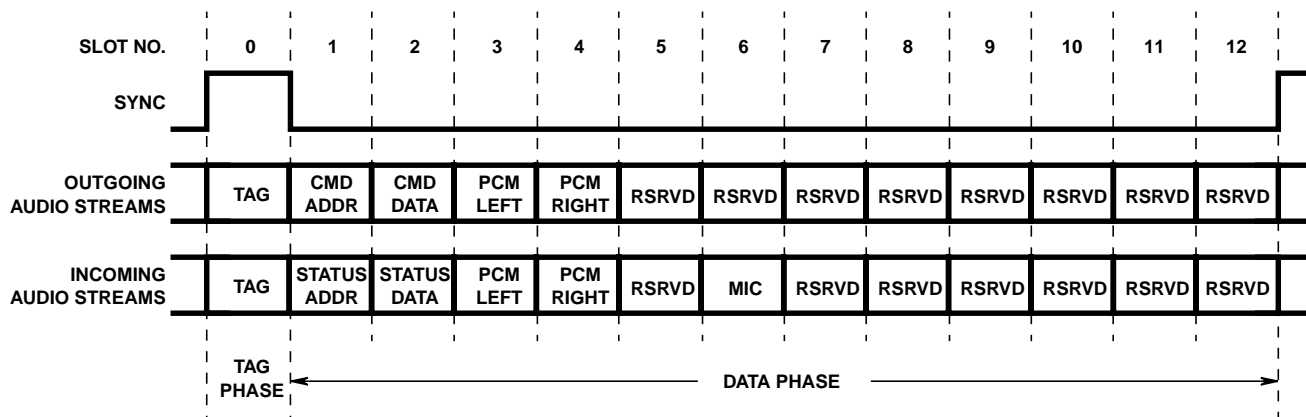 SLOT NO. 0 1 2 3 4 5 6 7 8 9 10 11 12
SYNC
OUTGOING AUDIO STREAMS
TAG
CMD ADDR
CMD DATA
PCM LEFT
PCM RIGHT
RSRVD RSRVD RSRVD RSRVD RSRVD RSRVD RSRVD RSRVD
INCOMING AUDIO STREAMS
TAG
STATUS ADDR
STATUS DATA
PCM LEFT
PCM RIGHT
RSRVD MIC RSRVD RSRVD RSRVD RSRVD RSRVD RSRVD
TAG PHASE
DATA PHASE